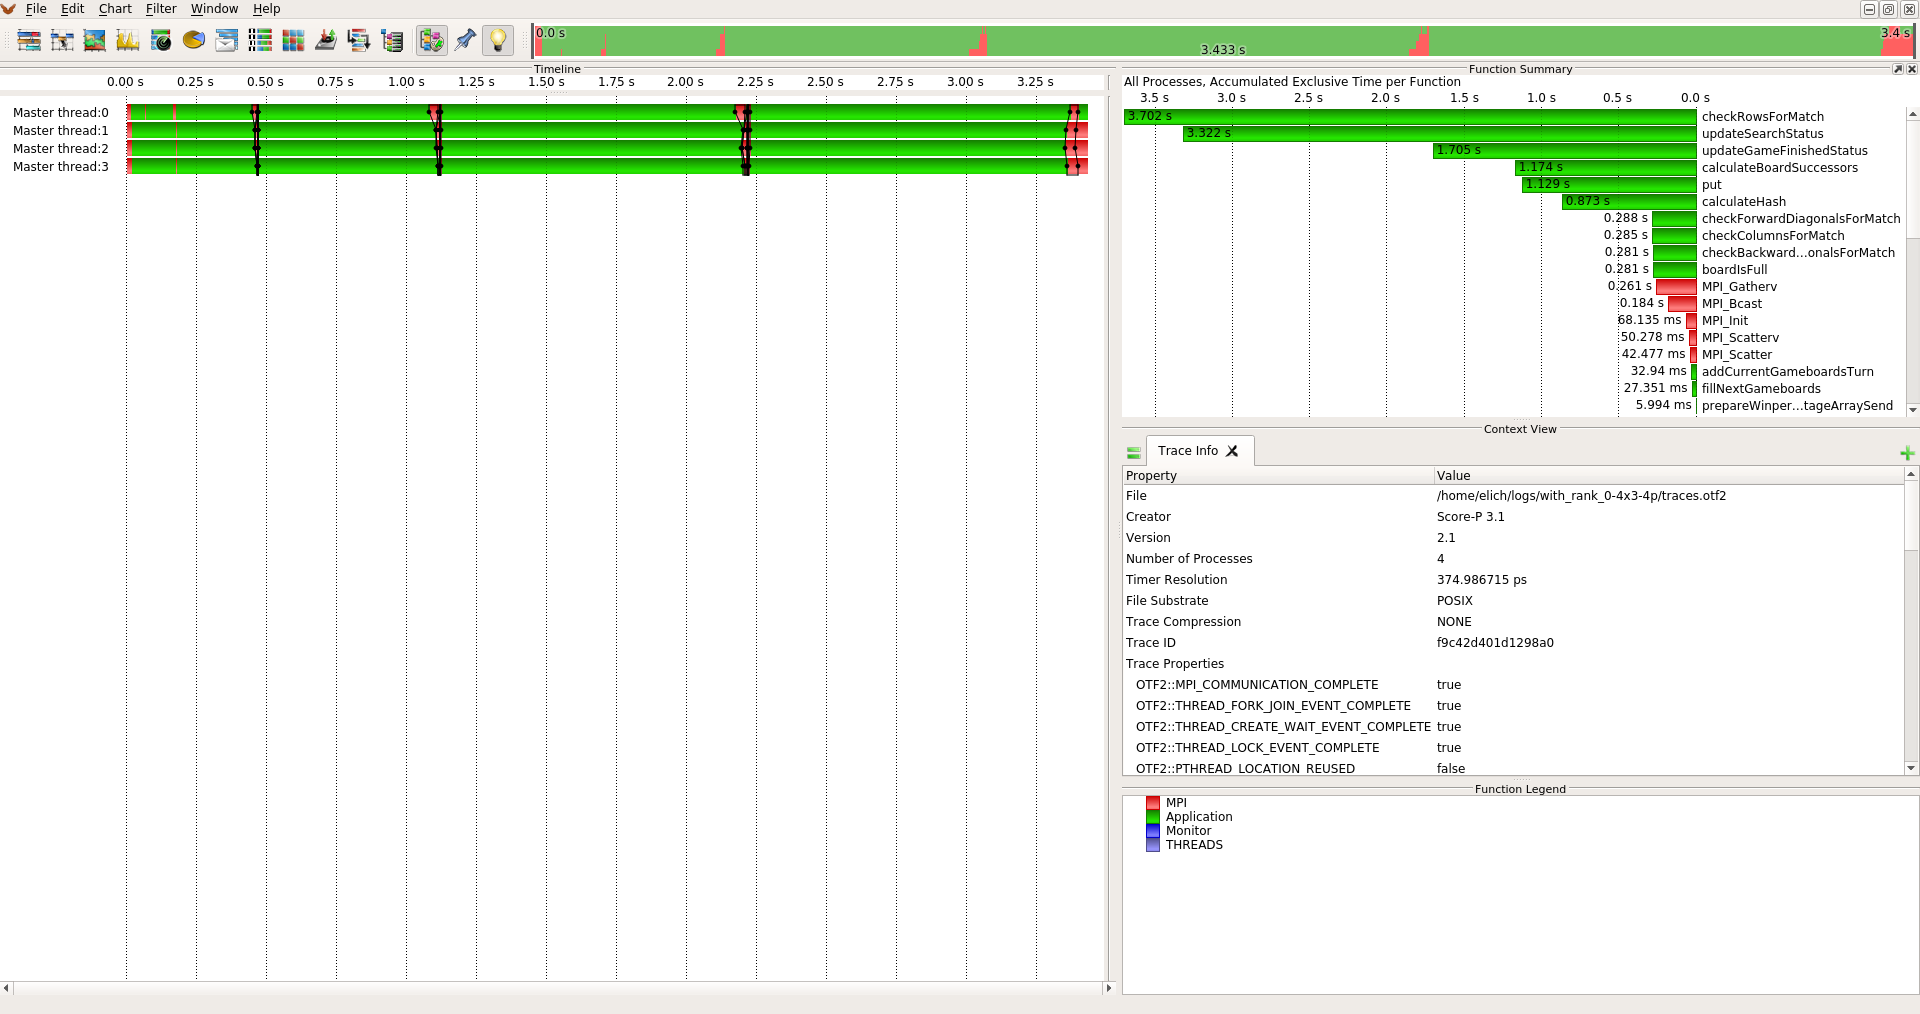 File Edit Chart Filter Window Help
0.0 s 3.433 s 3.4 s
Timeline
0.00 s 0.25 s 0.50 s 0.75 s 1.00 s 1.25 s 1.50 s 1.75 s 2.00 s 2.25 s 2.50 s 2.75 s 3.00 s 3.25 s
Master thread:0
Master thread:1
Master thread:2
Master thread:3
Function Summary
All Processes, Accumulated Exclusive Time per Function
3.5 s 3.0 s 2.5 s 2.0 s 1.5 s 1.0 s 0.5 s 0.0 s
3.702 s checkRowsForMatch
3.322 s updateSearchStatus
1.705 s updateGameFinishedStatus
1.174 s calculateBoardSuccessors
1.129 s put
0.873 s calculateHash
0.288 s checkForwardDiagonalsForMatch
0.285 s checkColumnsForMatch
0.281 s checkBackward...onalsForMatch
0.281 s boardIsFull
0.261 s MPI_Gatherv
0.184 s MPI_Bcast
68.135 ms MPI_Init
50.278 ms MPI_Scatterv
42.477 ms MPI_Scatter
32.94 ms addCurrentGameboardsTurn
27.351 ms fillNextGameboards
5.994 ms prepareWinper...tageArraySend
Context View
Trace Info
Property Value
File /home/elich/logs/with_rank_0-4x3-4p/traces.otf2
Creator Score-P 3.1
Version 2.1
Number of Processes 4
Timer Resolution 374.986715 ps
File Substrate POSIX
Trace Compression NONE
Trace ID f9c42d401d1298a0
Trace Properties
OTF2::MPI_COMMUNICATION_COMPLETE true
OTF2::THREAD_FORK_JOIN_EVENT_COMPLETE true
OTF2::THREAD_CREATE_WAIT_EVENT_COMPLETE true
OTF2::THREAD_LOCK_EVENT_COMPLETE true
OTF2::PTHREAD_LOCATION_REUSED false
Function Legend
MPI
Application
Monitor
THREADS